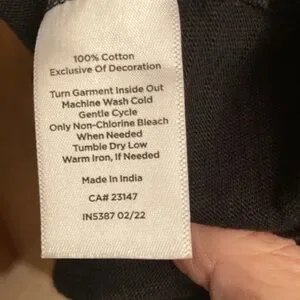 100% Cotton
Exclusive Of Decoration
Turn Garment Inside Out
Machine Wash Cold
Gentle Cycle
Only Non-Chlorine Bleach
When Needed
Tumble Dry Low
Warm Iron, If Needed
Made In India
CA# 23147
IN5387 02/22